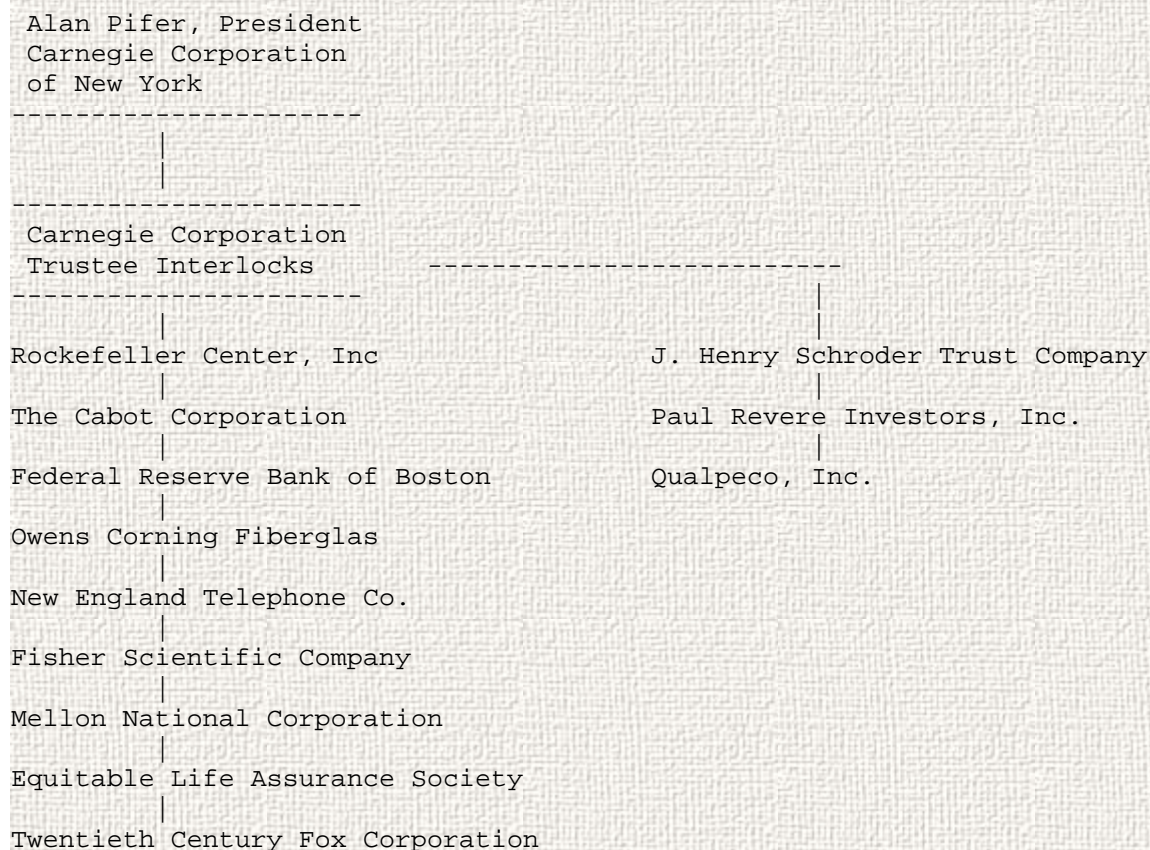 Alan Pifer, President
Carnegie Corporation
of New York
----------------------
|
|
----------------------
Carnegie Corporation
Trustee Interlocks --------------------------
---------------------- |
| |
Rockefeller Center, Inc J. Henry Schroder Trust Company
| |
The Cabot Corporation Paul Revere Investors, Inc.
| |
Federal Reserve Bank of Boston Qualpeco, Inc.
|
Owens Corning Fiberglas
|
New England Telephone Co.
|
Fisher Scientific Company
|
Mellon National Corporation
|
Equitable Life Assurance Society
|
Twentieth Century Fox Corporation